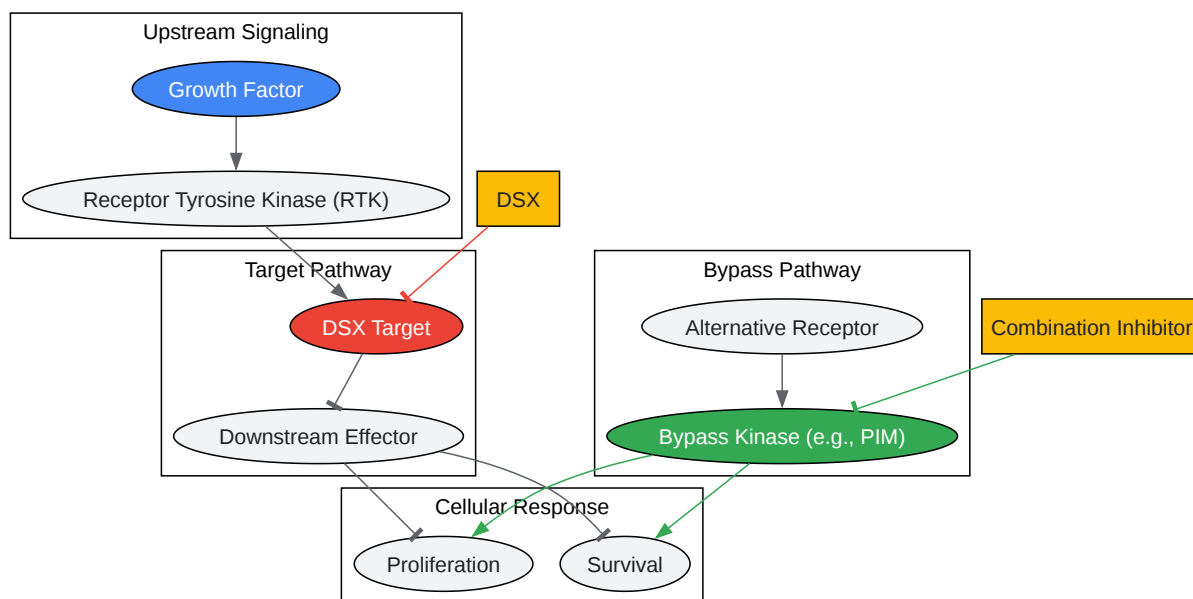 Upstream Signaling
Growth Factor
Receptor Tyrosine Kinase (RTK)
DSX
Target Pathway
DSX Target
Downstream Effector
Bypass Pathway
Alternative Receptor
Combination Inhibitor
Bypass Kinase (e.g., PIM)
Cellular Response
Proliferation
Survival